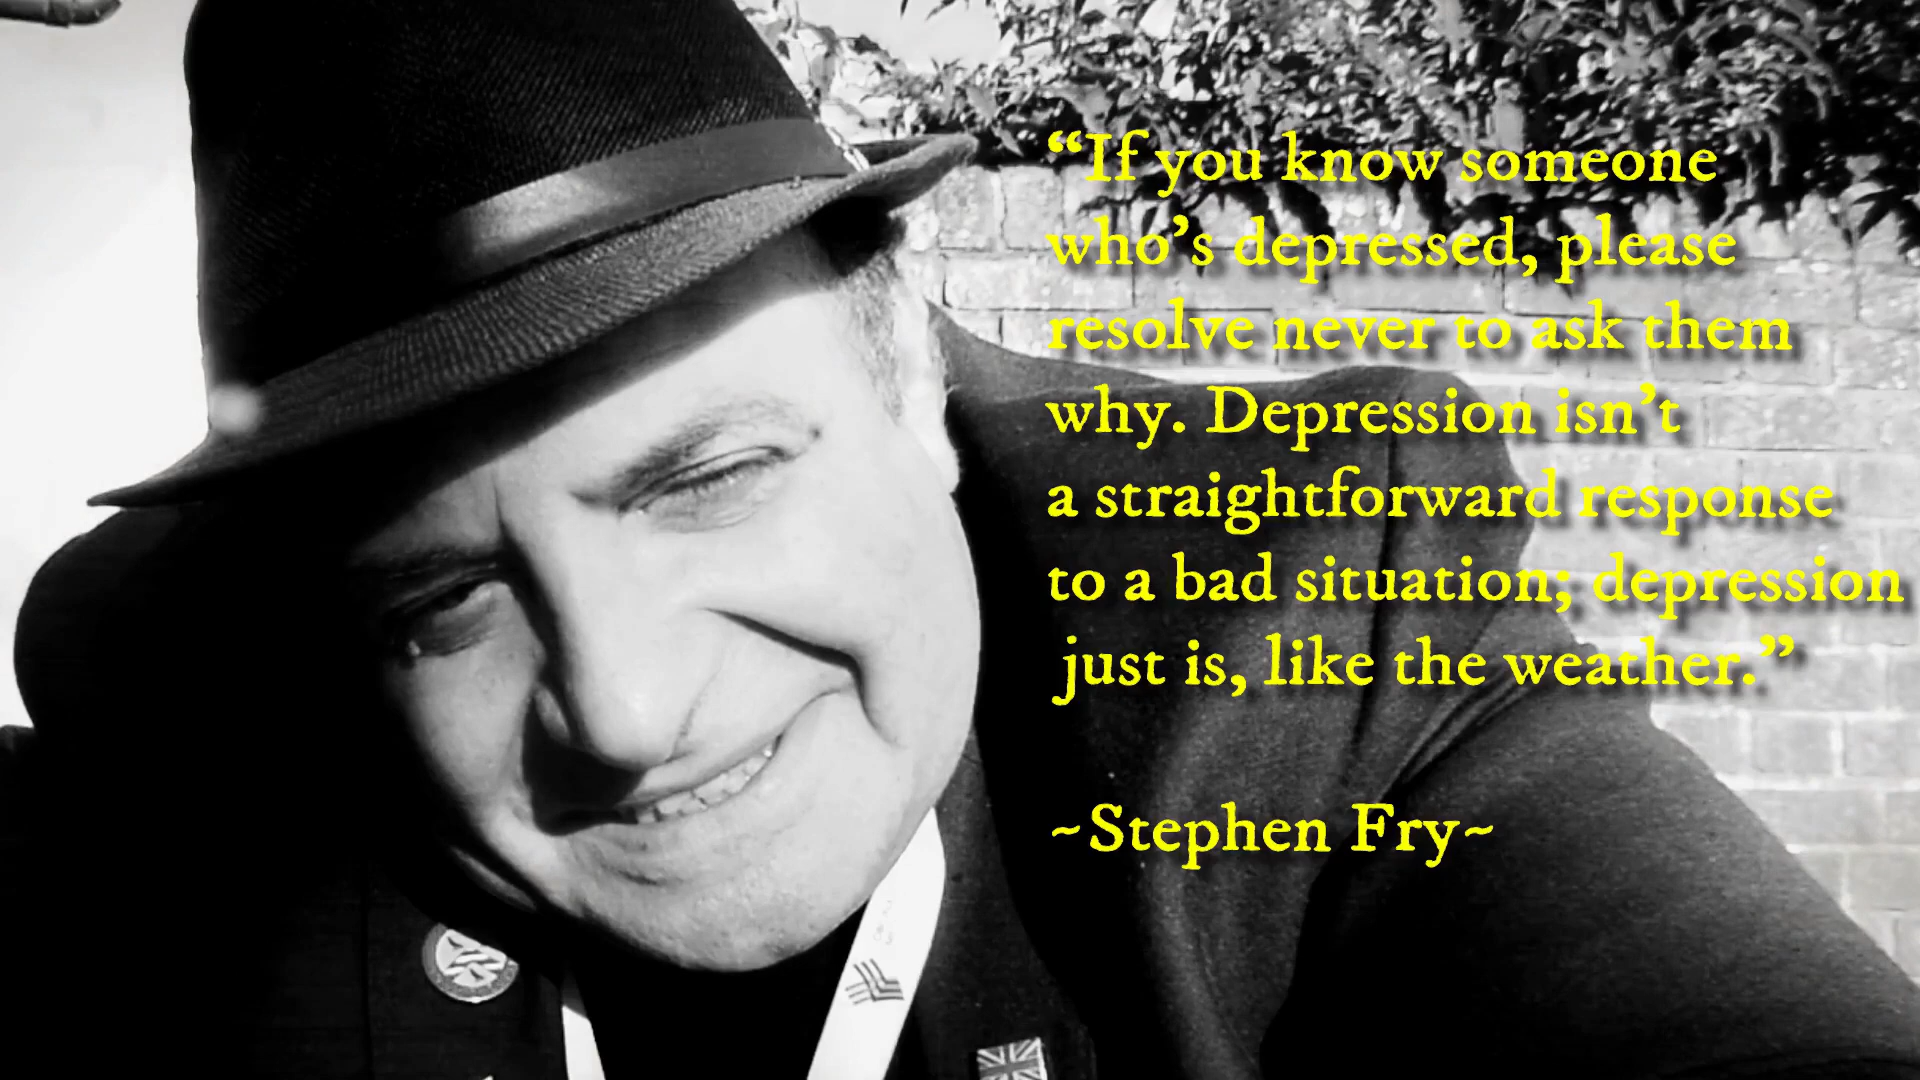 “If you know someone
who’s depressed, please
resolve never to ask them
why. Depression isn’t
a straightforward response
to a bad situation; depression
just is, like the weather.”
~Stephen Fry~